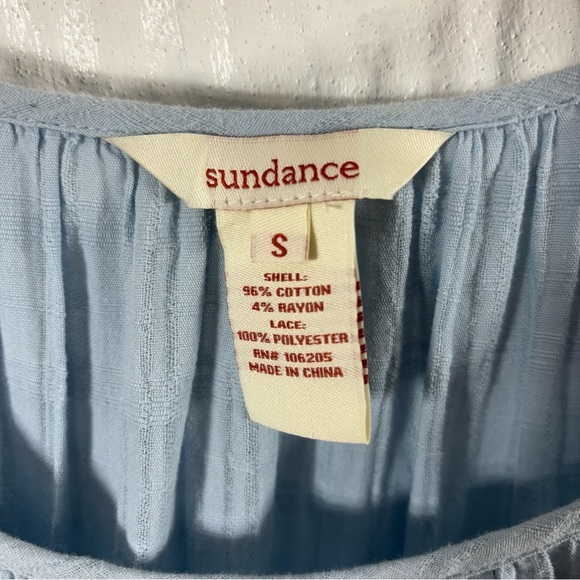 sundance
S
SHELL:
96% COTTON
4% RAYON
LACE:
100% POLYESTER
RN# 106205
MADE IN CHINA